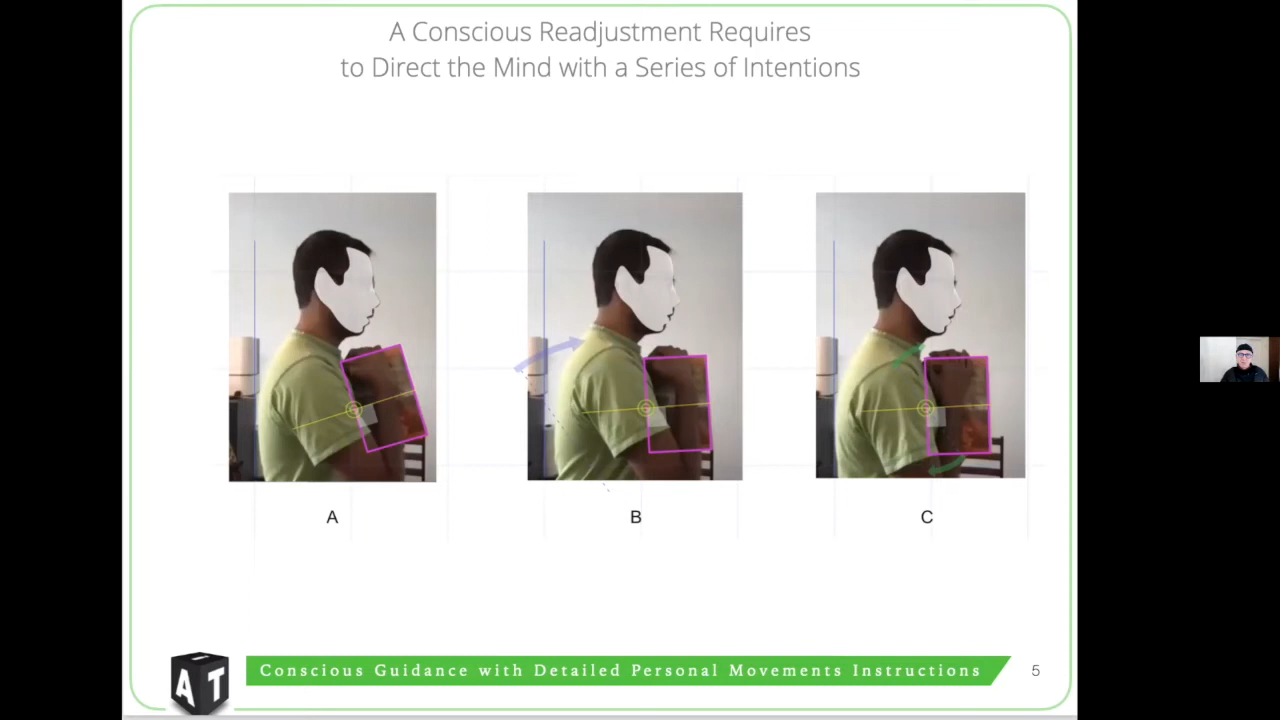 A Conscious Readjustment Requires
to Direct the Mind with a Series of Intentions
A
B
C
AT
Conscious Guidance with Detailed Personal Movements Instructions
5